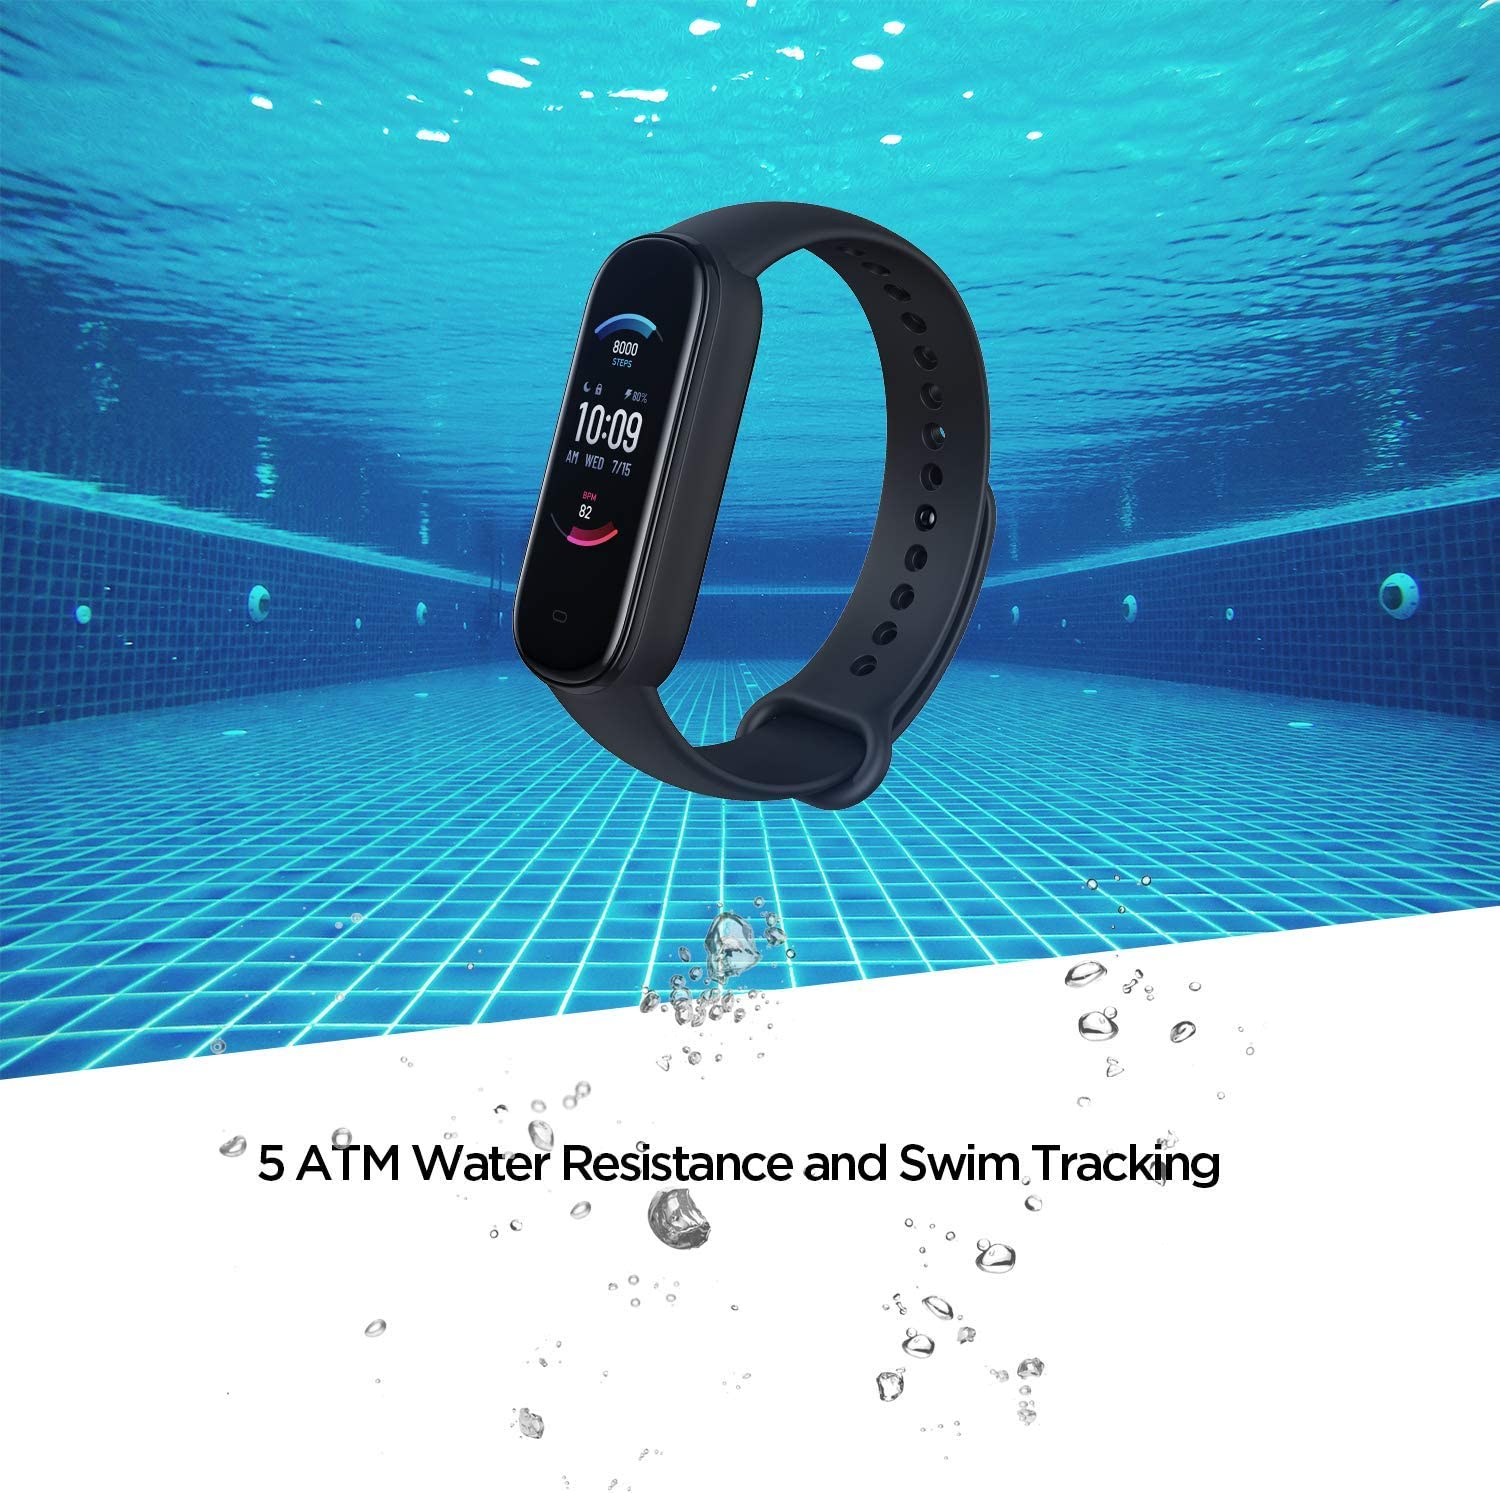 8000
STEPS
80%
10:09
AM WED 7/15
BPM
82
5 ATM Water Resistance and Swim Tracking